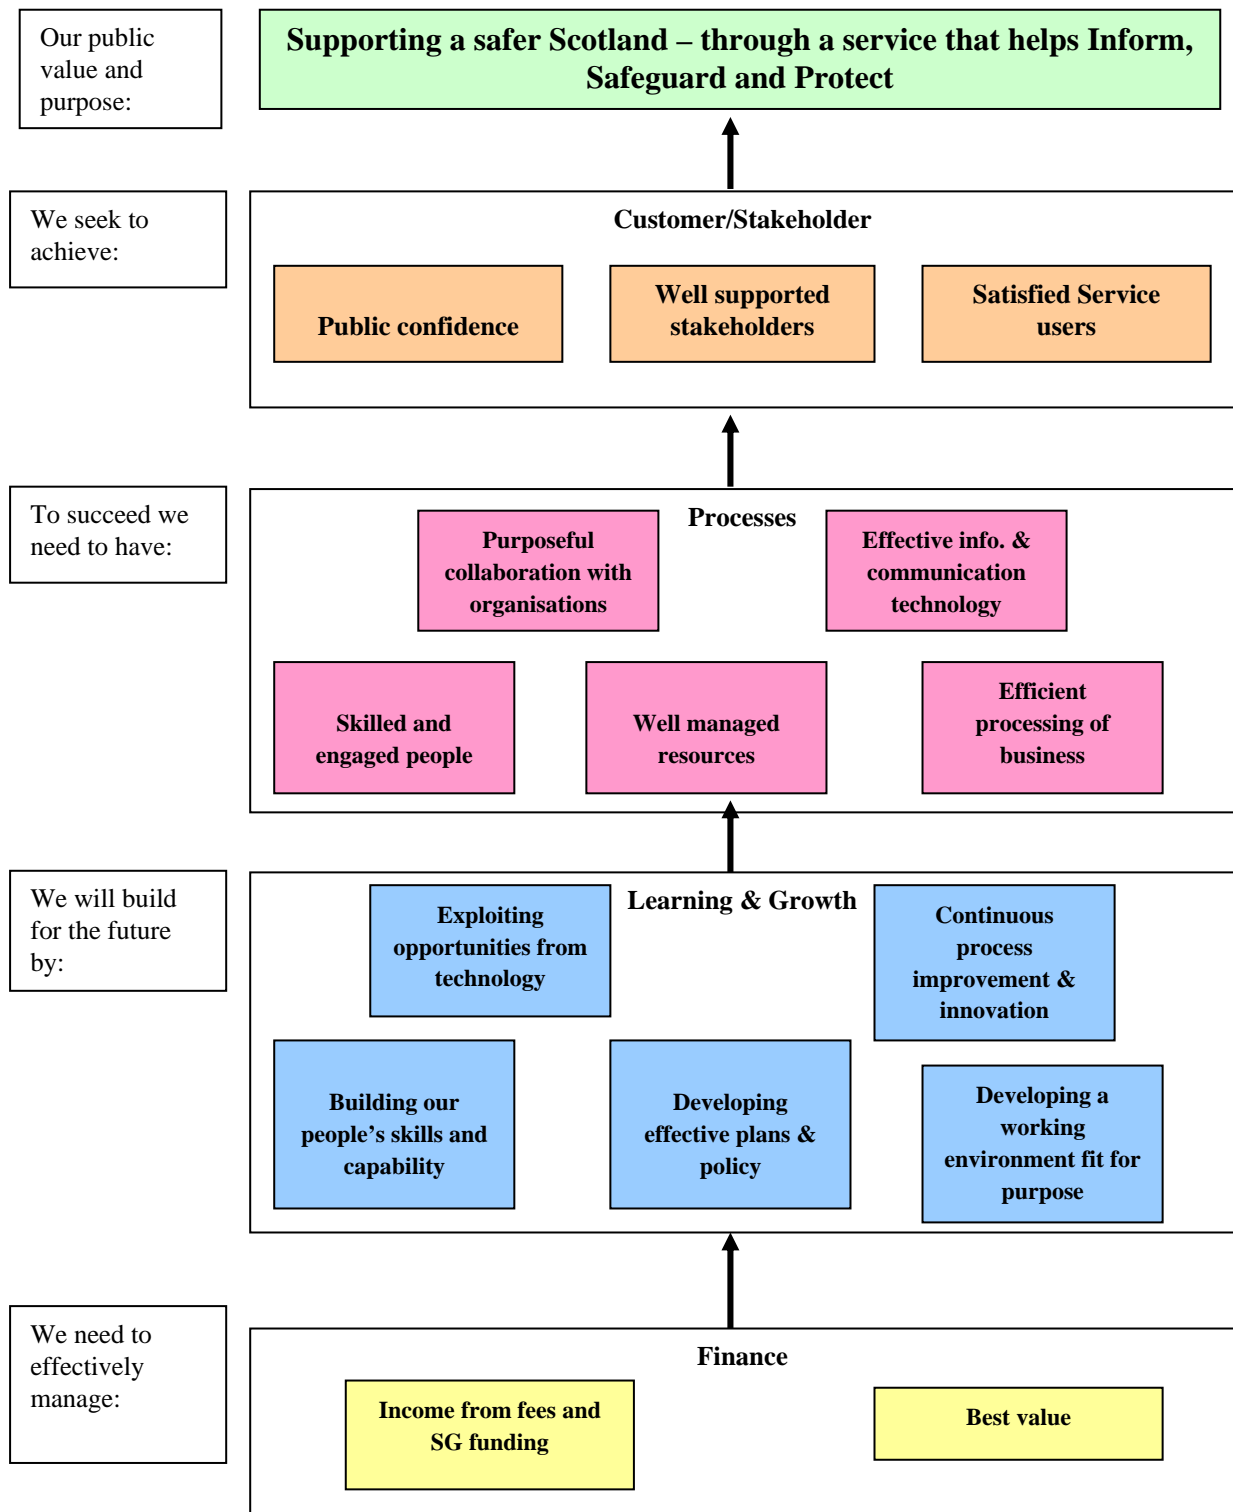 Our public
value and
purpose:
Supporting a safer Scotland – through a service that helps Inform,
Safeguard and Protect
We seek to
achieve:
Customer/Stakeholder
Public confidence
Well supported
stakeholders
Satisfied Service
users
To succeed we
need to have:
Processes
Purposeful
collaboration with
organisations
Effective info. &
communication
technology
Skilled and
engaged people
Well managed
resources
Efficient
processing of
business
We will build
for the future
by:
Learning & Growth
Exploiting
opportunities from
technology
Continuous
process
improvement &
innovation
Building our
people’s skills and
capability
Developing
effective plans &
policy
Developing a
working
environment fit for
purpose
We need to
effectively
manage:
Finance
Income from fees and
SG funding
Best value